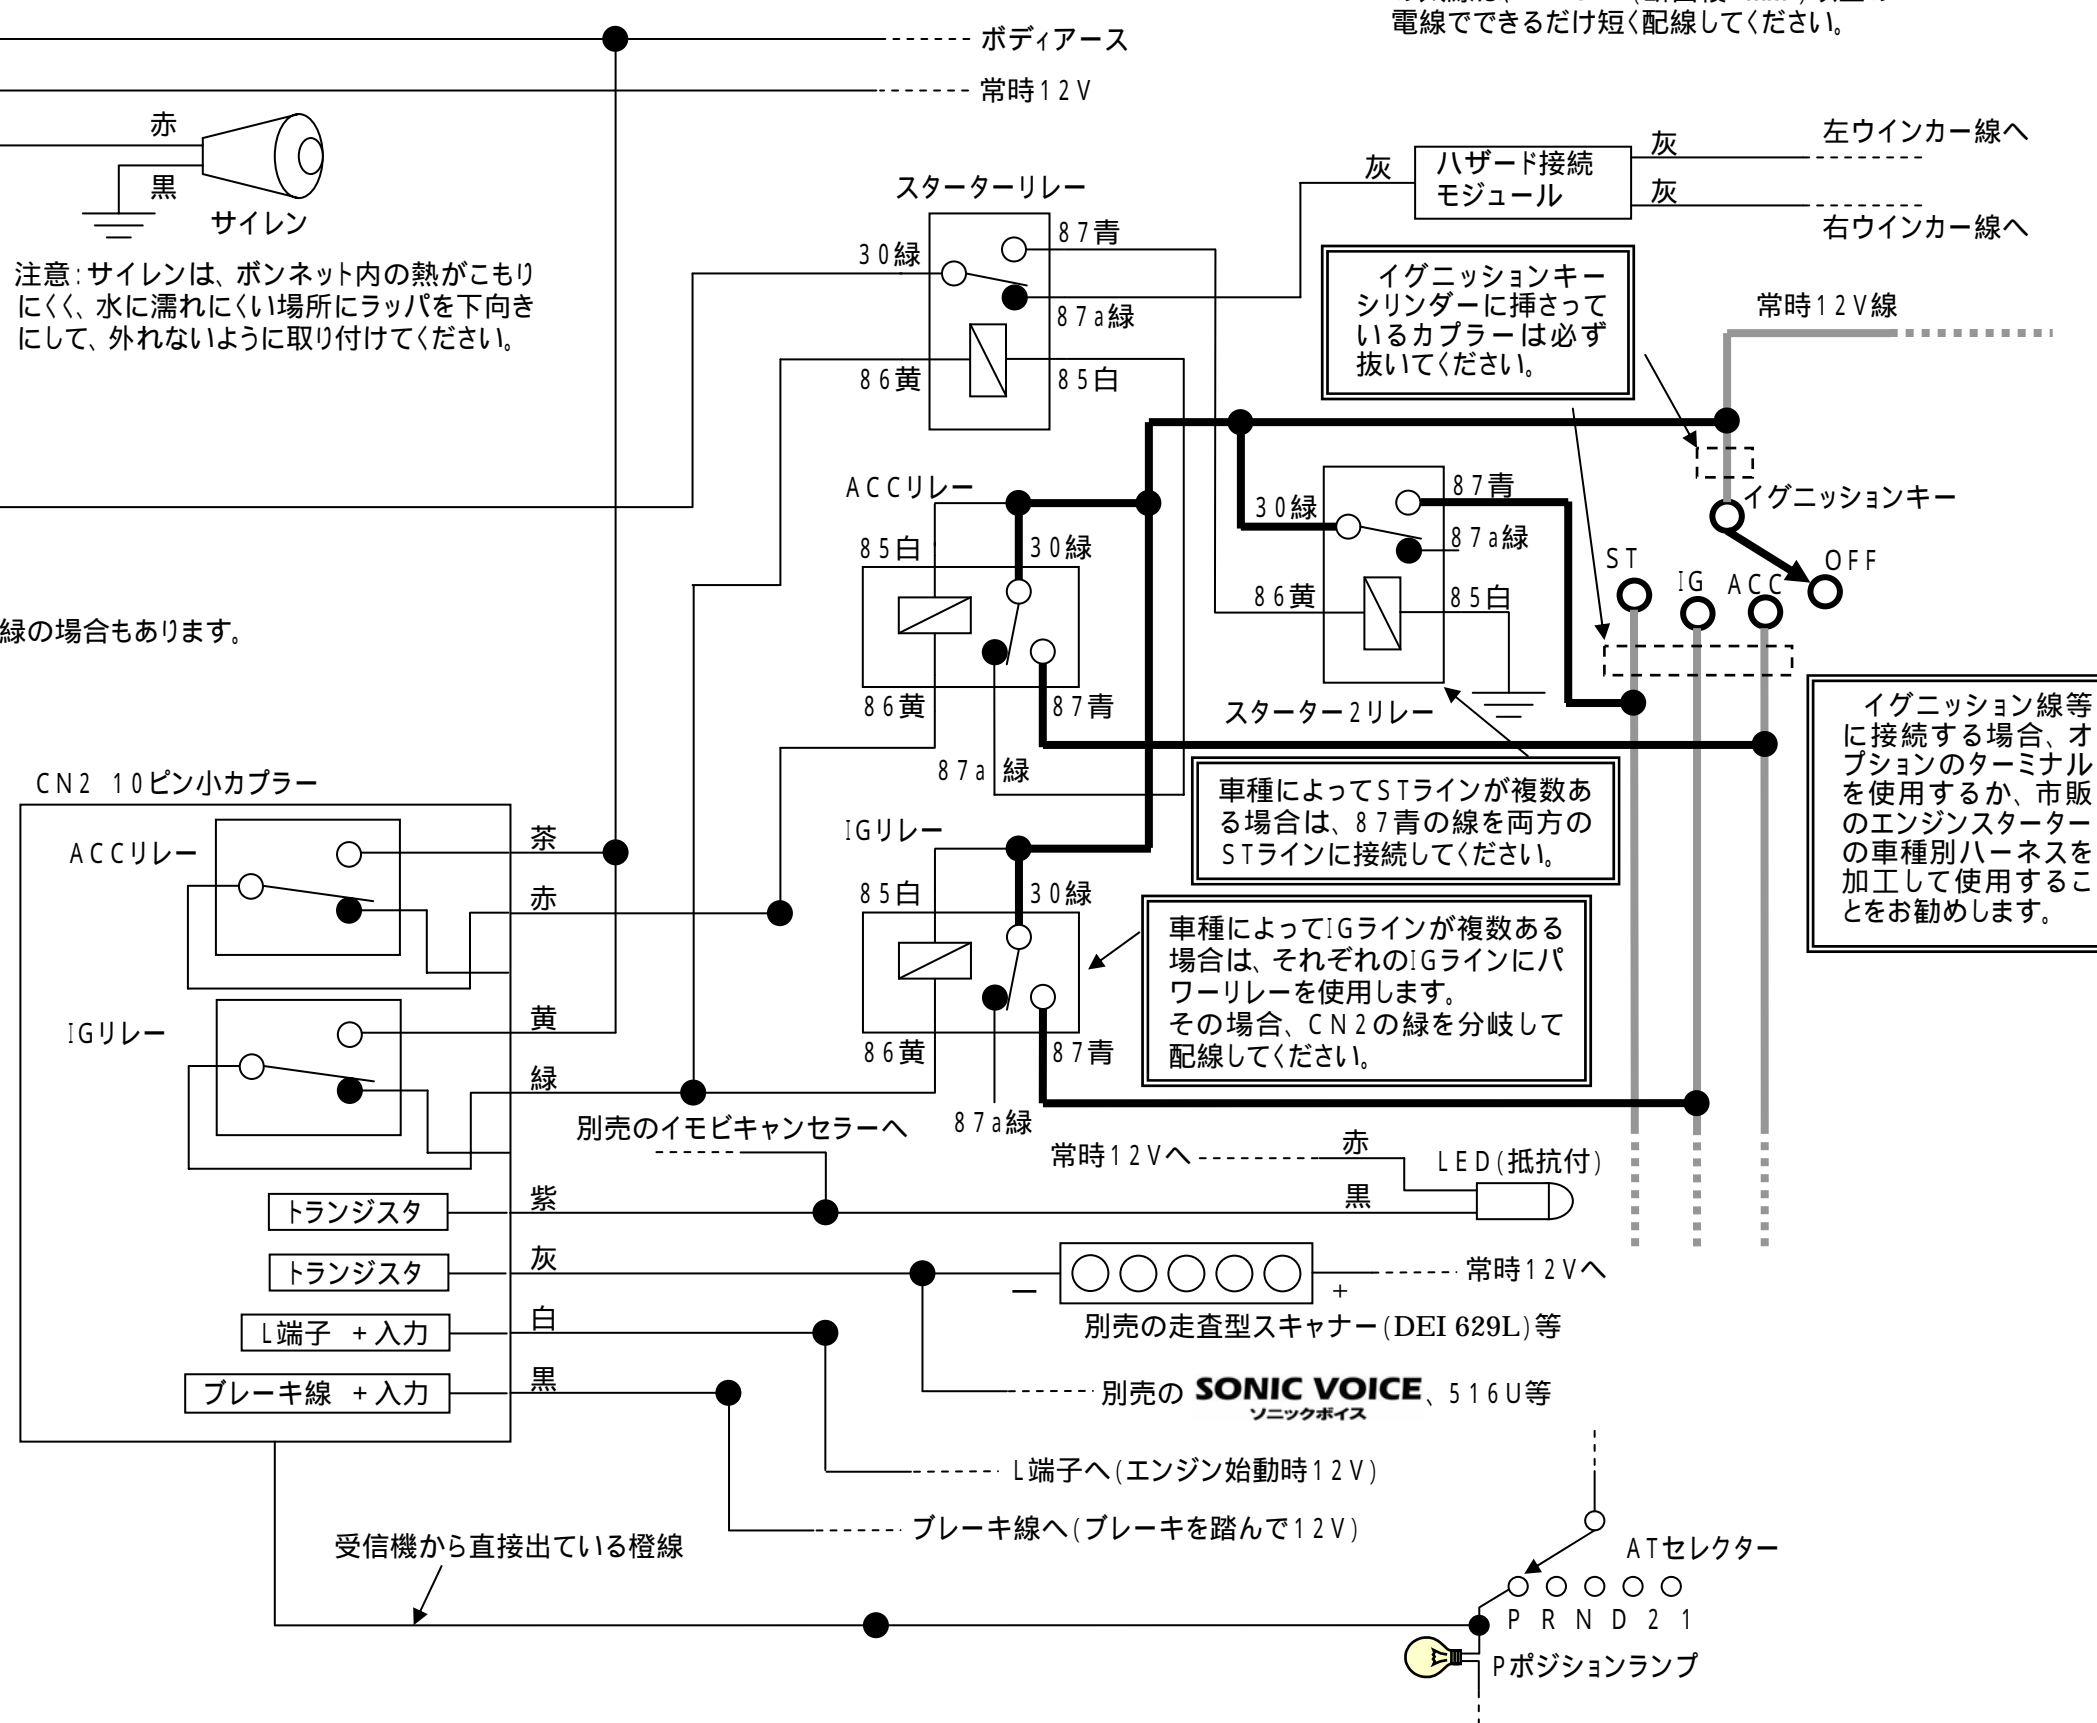 電線でできるだけ短く配線してください。
ボディアース
常時12V
赤
黒
サイレン
注意:サイレンは、ボンネット内の熱がこもり
にくく、水に濡れにくい場所にラッパを下向き
にして、外れないように取り付けてください。
スターターリレー
30緑
87青
87a緑
86黄
85白
灰
ハザード接続
モジュール
灰
灰
左ウインカー線へ
右ウインカー線へ
イグニッションキー
シリンダーに挿さって
いるカプラーは必ず
抜いてください。
常時12V線
イグニッションキー
ST
IG
ACC
OFF
ACCリレー
85白
30緑
86黄
87青
87a 緑
30緑
87青
87a緑
86黄
85白
スターター2リレー
緑の場合もあります。
車種によってSTラインが複数あ
る場合は、87青の線を両方の
STラインに接続してください。
イグニッション線等
に接続する場合、オ
プションのターミナル
を使用するか、市販
のエンジンスターター
の車種別ハーネスを
加工して使用するこ
とをお勧めします。
IGリレー
85白
30緑
86黄
87青
87a緑
車種によってIGラインが複数ある
場合は、それぞれのIGラインにパ
ワーリレーを使用します。
その場合、CN2の緑を分岐して
配線してください。
CN2 10ピン小カプラー
ACCリレー
茶
赤
IGリレー
黄
緑
別売のイモビキャンセラーへ
常時12Vへ
赤
黒
LED(抵抗付)
トランジスタ
紫
トランジスタ
灰
－
+
常時12Vへ
別売の走査型スキャナー(DEI 629L)等
L端子 +入力
白
ブレーキ線 +入力
黒
別売の SONIC VOICE、516U等
ソニックボイス
L端子へ(エンジン始動時12V)
ブレーキ線へ(ブレーキを踏んで12V)
受信機から直接出ている橙線
ATセレクター
P R N D 2 1
Pポジションランプ